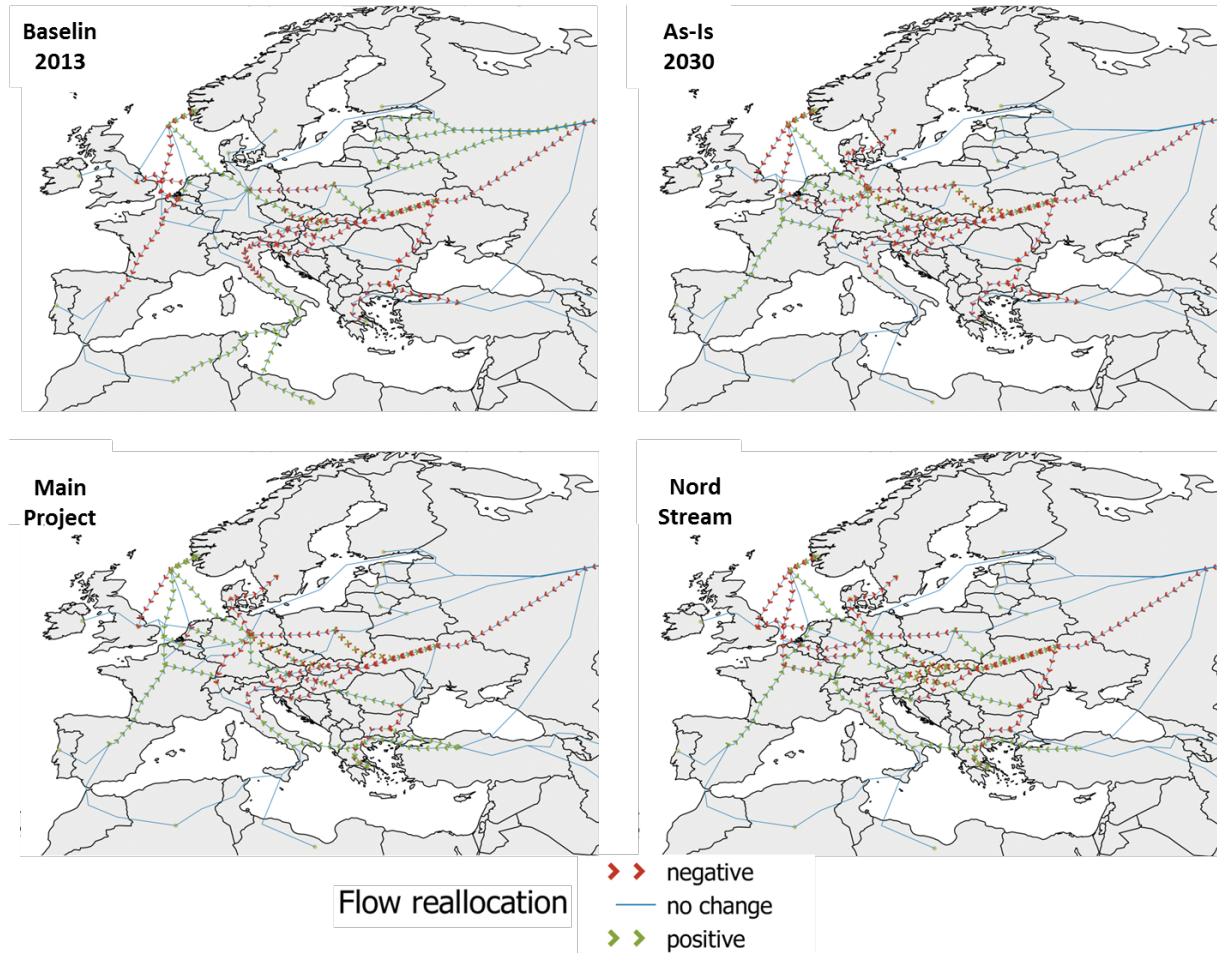 Baselin
2013
As-Is
2030
Main
Project
Nord
Stream
Flow reallocation
negative
no change
positive